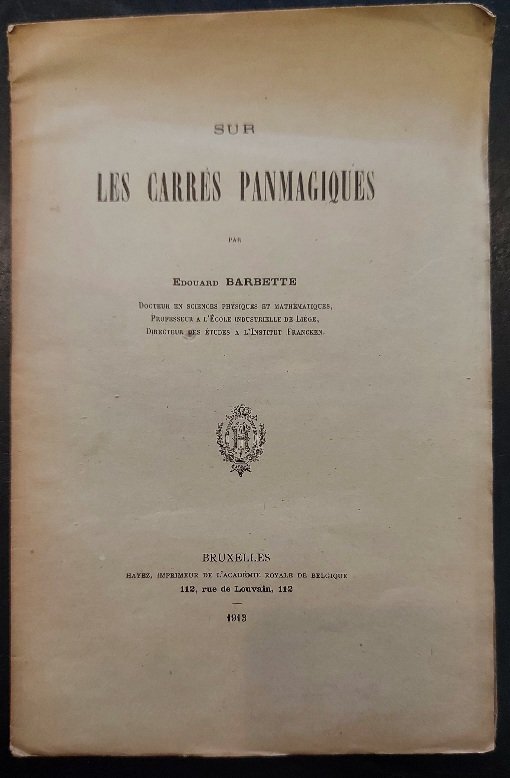 SUR
LES CARRÉS PANMAGIQUES
PAR
EDOUARD BARBETTE
DOCTEUR EN SCIENCES PHYSIQUES ET MATHÉMATIQUES,
PROFESSEUR A L'ÉCOLE INDUSTRIELLE DE LIÉGE,
DIRECTEUR DES ÉTUDES A L'INSTITUT FRANCKEN.
H
BRUXELLES
HAYEZ, IMPRIMEUR DE L'ACADÉMIE ROYALE DE BELGIQUE
112, rue de Louvain, 112
1913